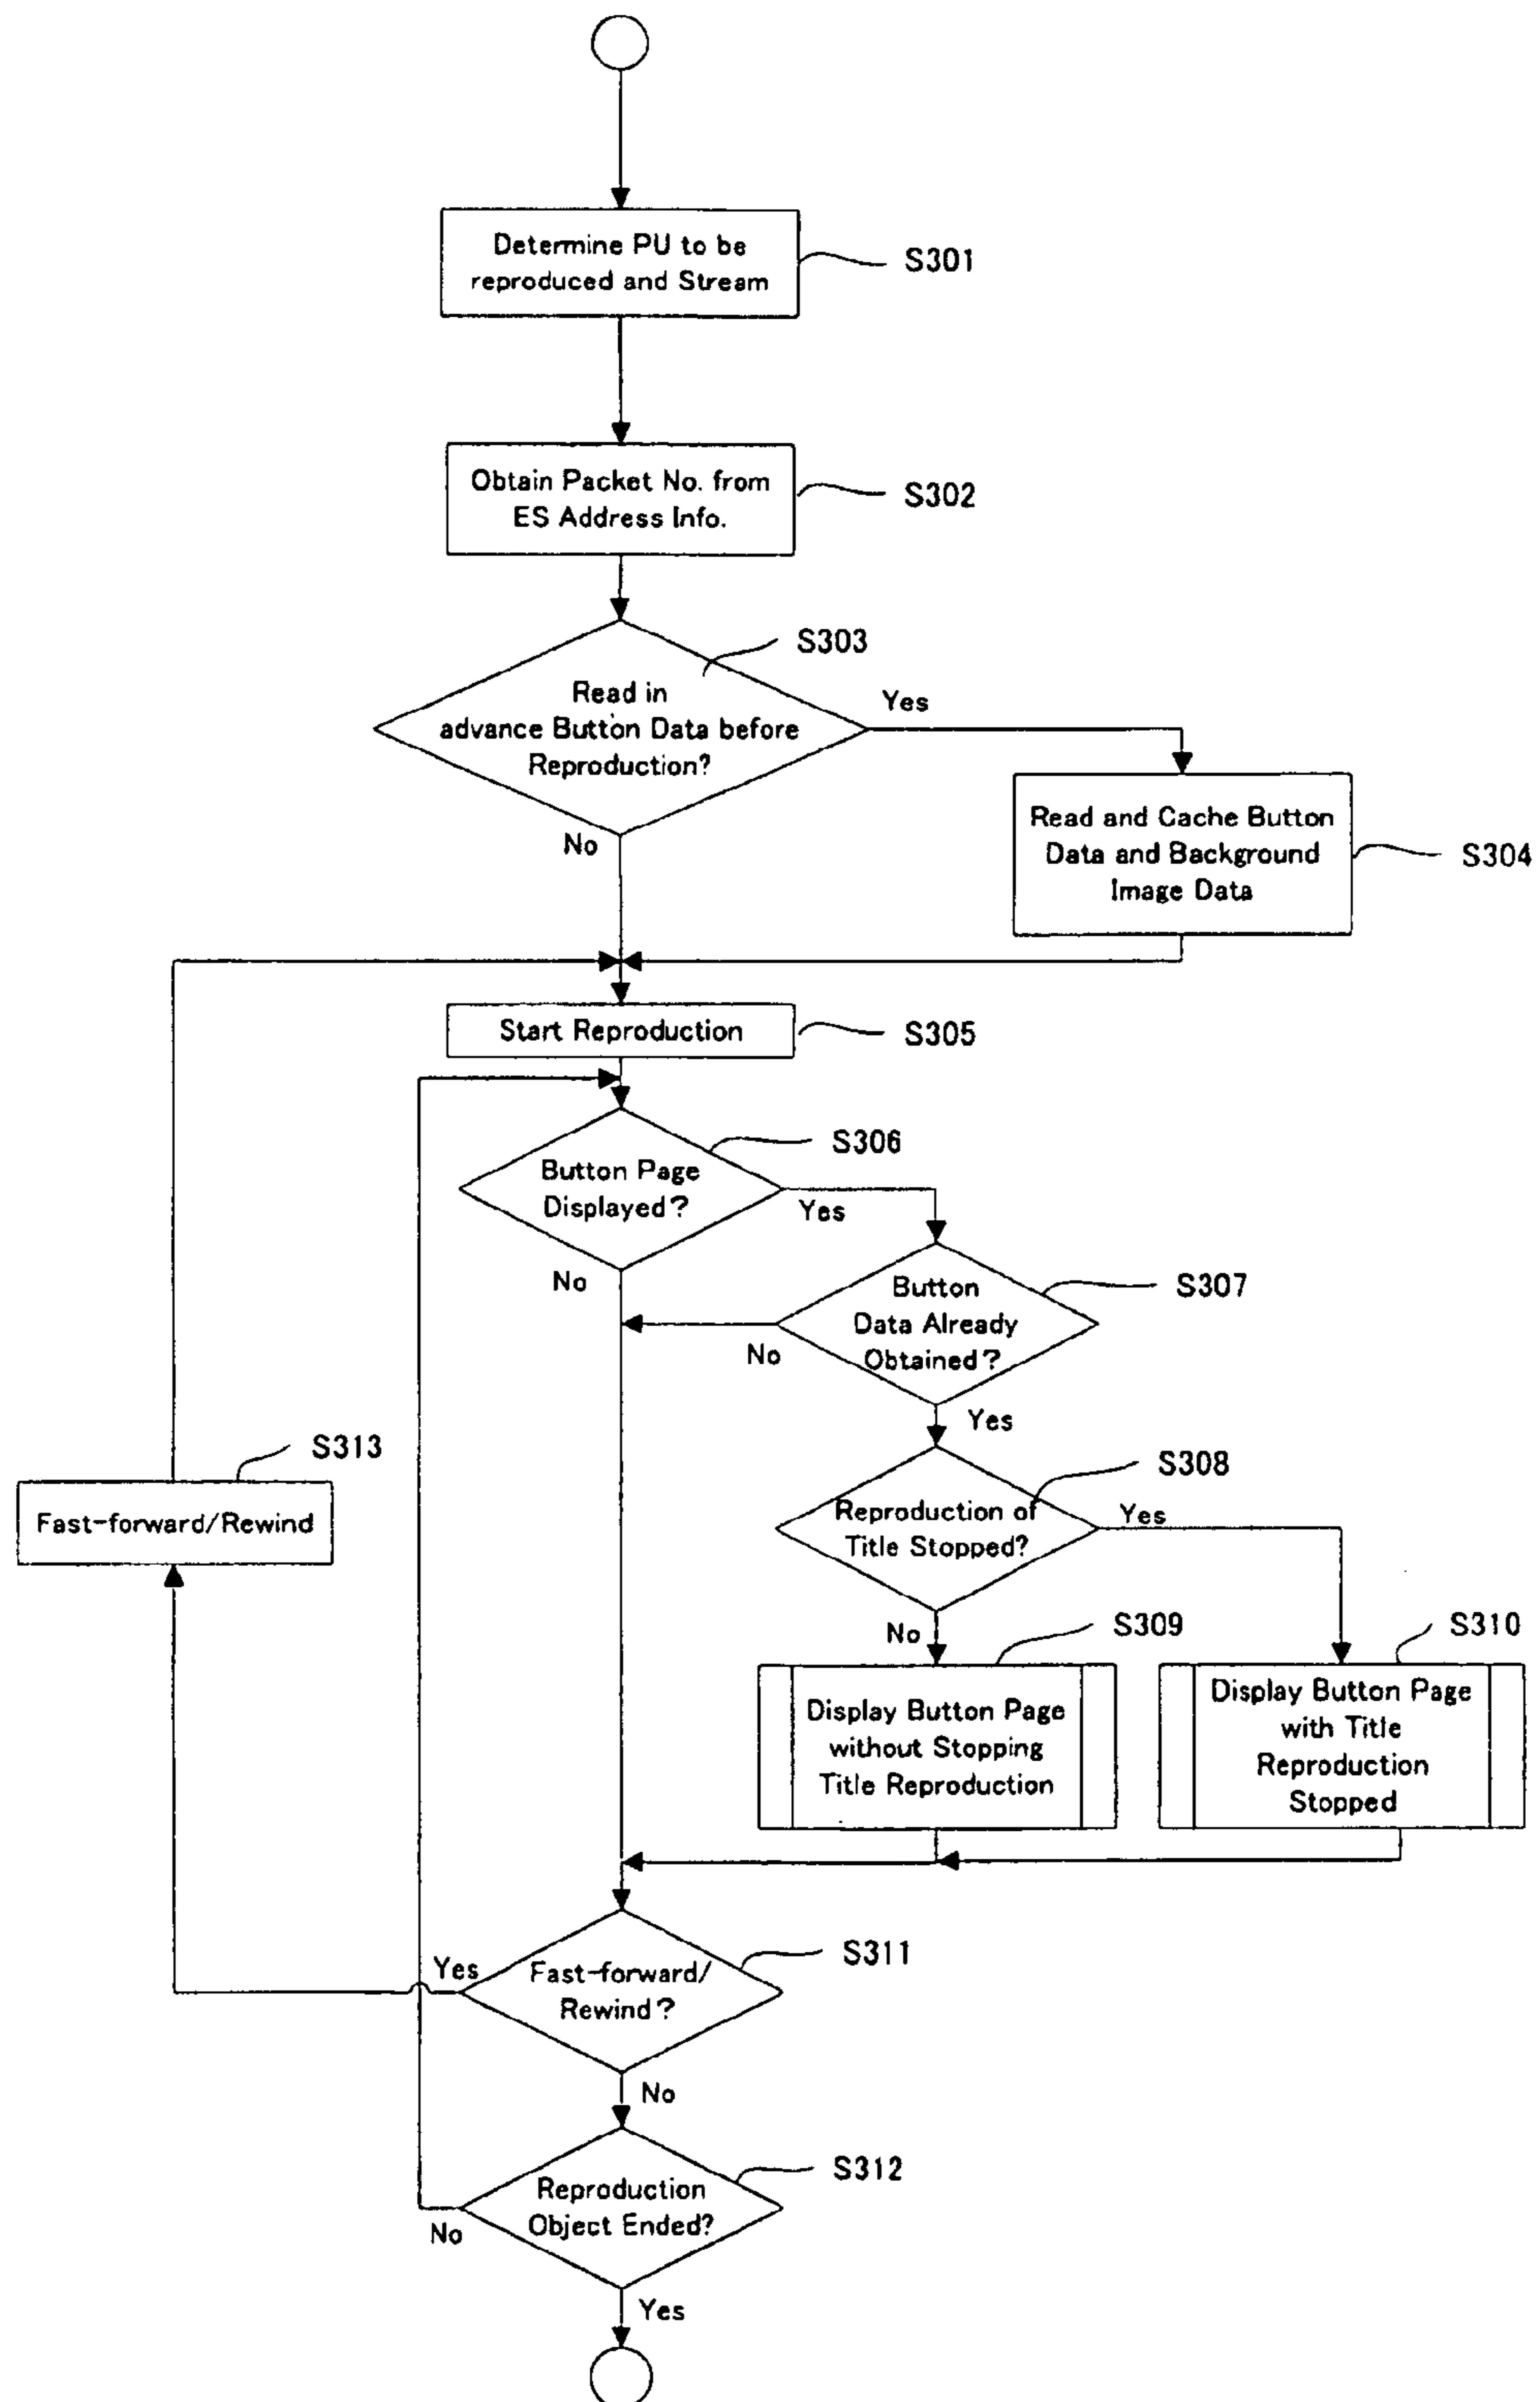 Determine PU to be
reproduced and Stream
S301
Obtain Packet No. from
ES Address Info.
S302
S303
Read in
advance Button Data before
Reproduction?
Yes
No
Read and Cache Button
Data and Background
Image Data
S304
Start Reproduction
S305
S306
Button Page
Displayed?
Yes
No
S307
Button
Data Already
Obtained?
No
Yes
S308
Reproduction of
Title Stopped?
Yes
No
S313
Fast-forward/Rewind
S309
Display Button Page
without Stopping
Title Reproduction
S310
Display Button Page
with Title
Reproduction
Stopped
S311
Fast-forward/
Rewind?
Yes
No
S312
Reproduction
Object Ended?
No
Yes